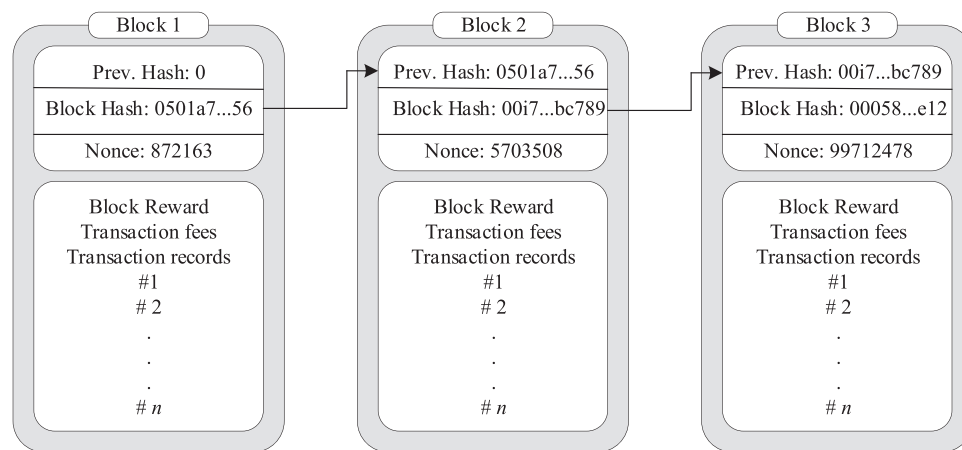 Block 1
Prev. Hash: 0
Block Hash: 0501a7...56
Nonce: 872163
Block Reward
Transaction fees
Transaction records
#1
# 2
.
.
.
# n
Block 2
Prev. Hash: 0501a7...56
Block Hash: 00i7...bc789
Nonce: 5703508
Block Reward
Transaction fees
Transaction records
#1
# 2
.
.
.
# n
Block 3
Prev. Hash: 00i7...bc789
Block Hash: 00058...e12
Nonce: 99712478
Block Reward
Transaction fees
Transaction records
#1
# 2
.
.
.
# n